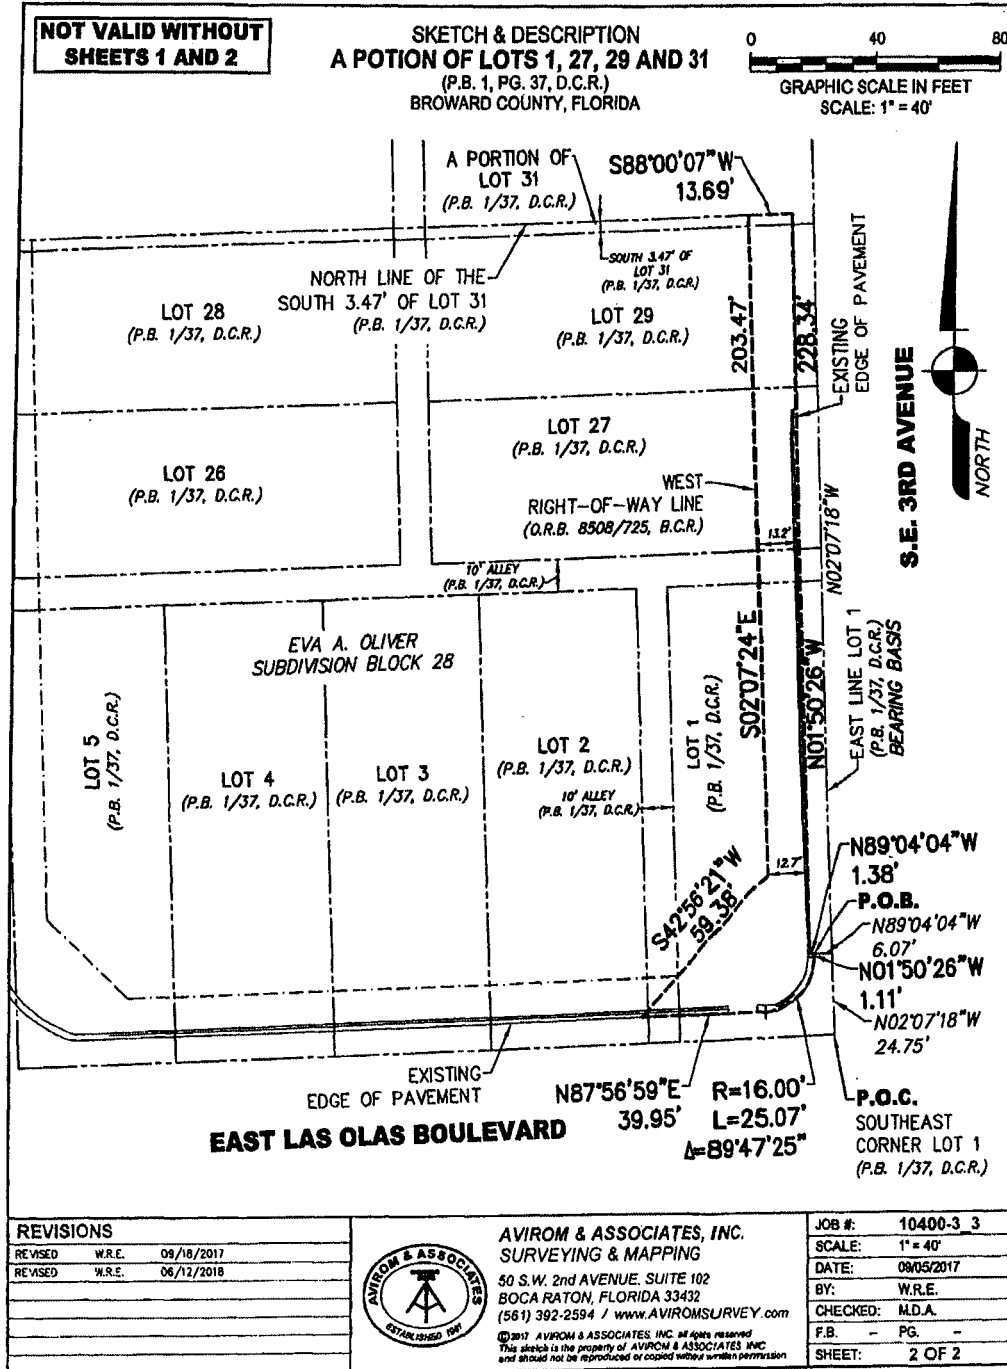 NOT VALID WITHOUT
SHEETS 1 AND 2
SKETCH & DESCRIPTION
A POTION OF LOTS 1, 27, 29 AND 31
(P.B. 1, PG. 37, D.C.R.)
BROWARD COUNTY, FLORIDA
0 40 80
GRAPHIC SCALE IN FEET
SCALE: 1" = 40'
A PORTION OF
LOT 31
(P.B. 1/37, D.C.R.)
S88°00'07"W
13.69'
NORTH LINE OF THE
SOUTH 3.47' OF LOT 31
(P.B. 1/37, D.C.R.)
SOUTH 3.47' OF
LOT 31
(P.B. 1/37, D.C.R.)
LOT 28
(P.B. 1/37, D.C.R.)
LOT 29
(P.B. 1/37, D.C.R.)
203.47'
228.34'
EXISTING
EDGE OF PAVEMENT
S.E. 3RD AVENUE
NORTH
LOT 26
(P.B. 1/37, D.C.R.)
LOT 27
(P.B. 1/37, D.C.R.)
WEST
RIGHT-OF-WAY LINE
(O.R.B. 8508/725, B.C.R.)
13.2'
N02°07'18"W
10' ALLEY
(P.B. 1/37, D.C.R.)
EVA A. OLIVER
SUBDIVISION BLOCK 28
S02°07'24"E
N01°50'26"W
EAST LINE LOT 1
(P.B. 1/37, D.C.R.)
BEARING BASIS
LOT 5
(P.B. 1/37, D.C.R.)
LOT 4
(P.B. 1/37, D.C.R.)
LOT 3
(P.B. 1/37, D.C.R.)
LOT 2
(P.B. 1/37, D.C.R.)
10' ALLEY
(P.B. 1/37, D.C.R.)
LOT 1
(P.B. 1/37, D.C.R.)
12.7'
S42°56'21"W
59.38'
N89°04'04"W
1.38'
P.O.B.
N89°04'04"W
6.07'
N01°50'26"W
1.11'
N02°07'18"W
24.75'
EXISTING
EDGE OF PAVEMENT
N87°56'59"E
39.95'
R=16.00'
L=25.07'
Δ=89°47'25"
P.O.C.
SOUTHEAST
CORNER LOT 1
(P.B. 1/37, D.C.R.)
EAST LAS OLAS BOULEVARD
REVISIONS
REVISED W.R.E. 09/18/2017
REVISED W.R.E. 06/12/2018
AVIROM & ASSOCIATES
ESTABLISHED 1981
AVIROM & ASSOCIATES, INC.
SURVEYING & MAPPING
50 S.W. 2nd AVENUE, SUITE 102
BOCA RATON, FLORIDA 33432
(561) 392-2594 / www.AVIROMSURVEY.com
©2017 AVIROM & ASSOCIATES, INC. all rights reserved
This sketch is the property of AVIROM & ASSOCIATES, INC.
and should not be reproduced or copied without written permission
JOB #: 10400-3_3
SCALE: 1" = 40'
DATE: 09/05/2017
BY: W.R.E.
CHECKED: M.D.A.
F.B. - PG. -
SHEET: 2 OF 2